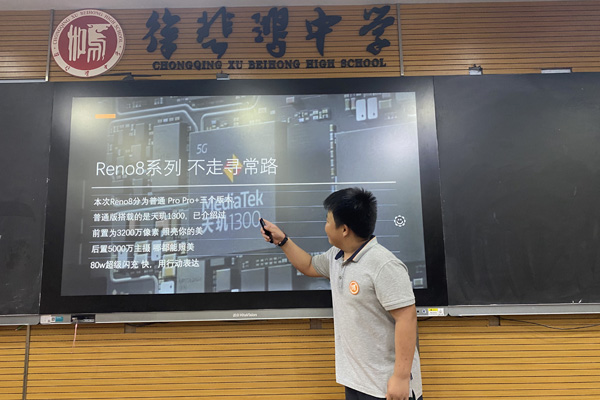 徐悲鸿中学
CHONGQING XU BEIHONG HIGH SCHOOL
5G
Reno8系列 不走寻常路
MediaTek
天玑1300
本次Reno8分为普通 Pro Pro+三个版本
普通版搭载的是天玑1300，已介绍过
前置为3200万像素 照亮你的美
后置5000万主摄 哪都能照美
80w超级闪充 快，用行动表达